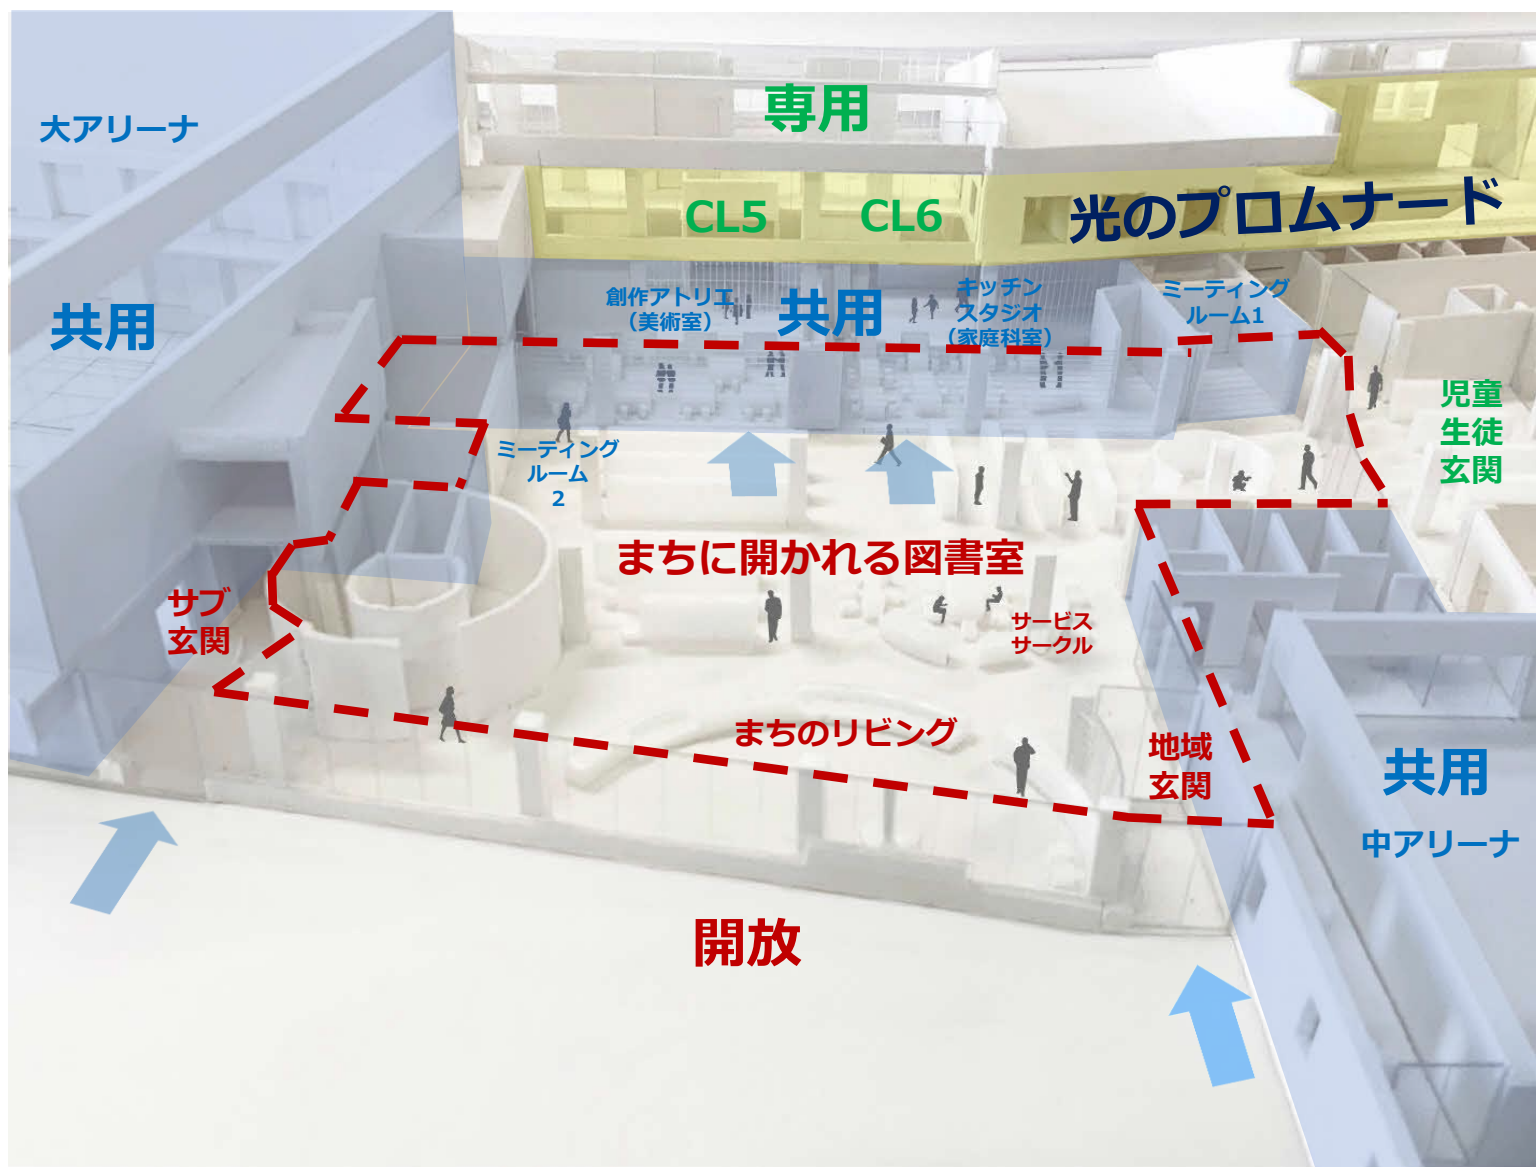 専用
大アリーナ
CL5
CL6
光のプロムナード
共用
創作アトリエ
（美術室）
共用
キッチン
スタジオ
（家庭科室）
ミーティング
ルーム1
児童
生徒
玄関
ミーティング
ルーム
2
まちに開かれる図書室
サブ
玄関
サービス
サークル
まちのリビング
地域
玄関
共用
中アリーナ
開放